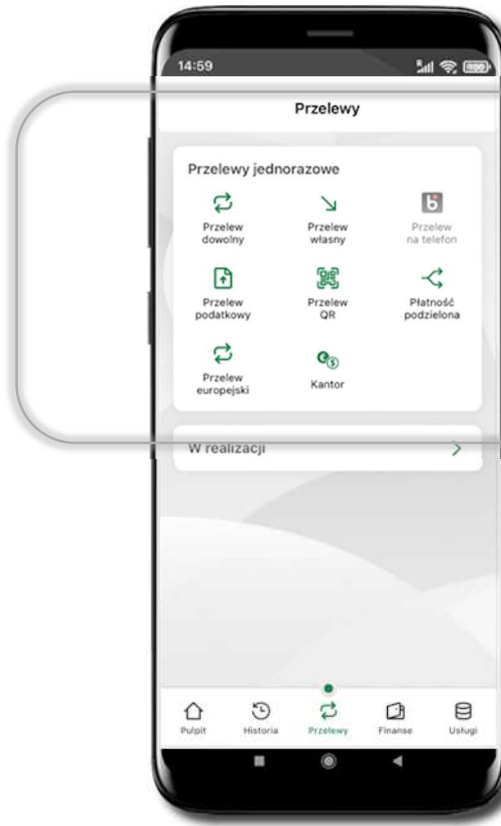 14:59
Przelewy
Przelewy jednorazowe
Przelew
dowolny
Przelew
własny
Przelew
na telefon
Przelew
podatkowy
Przelew
QR
Płatność
podzielona
Przelew
europejski
Kantor
W realizacji
Pulpit
Historia
Przelewy
Finanse
Usługi